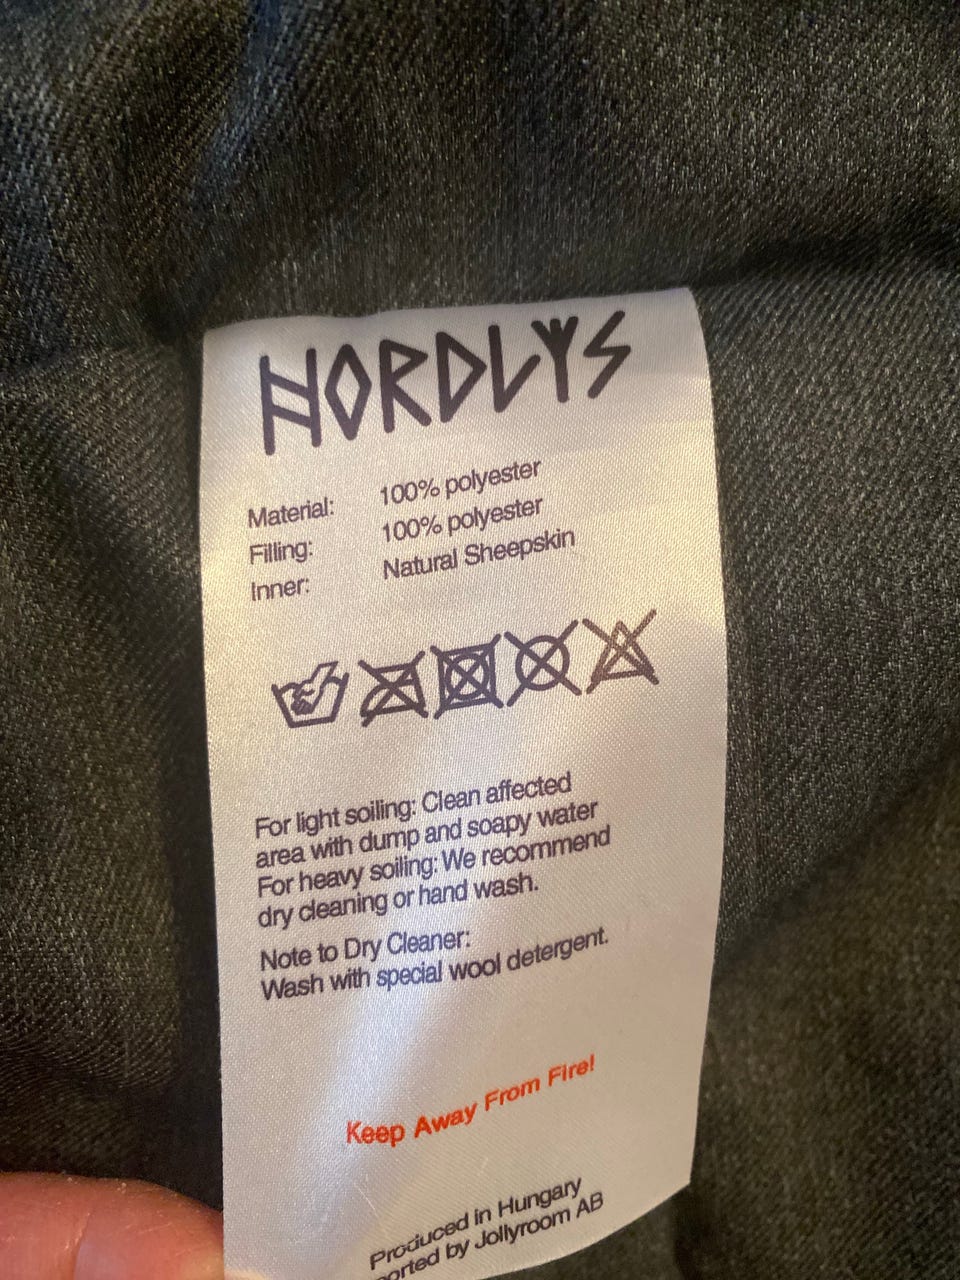 NORDLYS
Material: 100% polyester
Filling: 100% polyester
Inner: Natural Sheepskin
For light soiling: Clean affected
area with dump and soapy water
For heavy soiling: We recommend
dry cleaning or hand wash.
Note to Dry Cleaner:
Wash with special wool detergent.
Keep Away From Fire!
Produced in Hungary
orted by Jollyroom AB